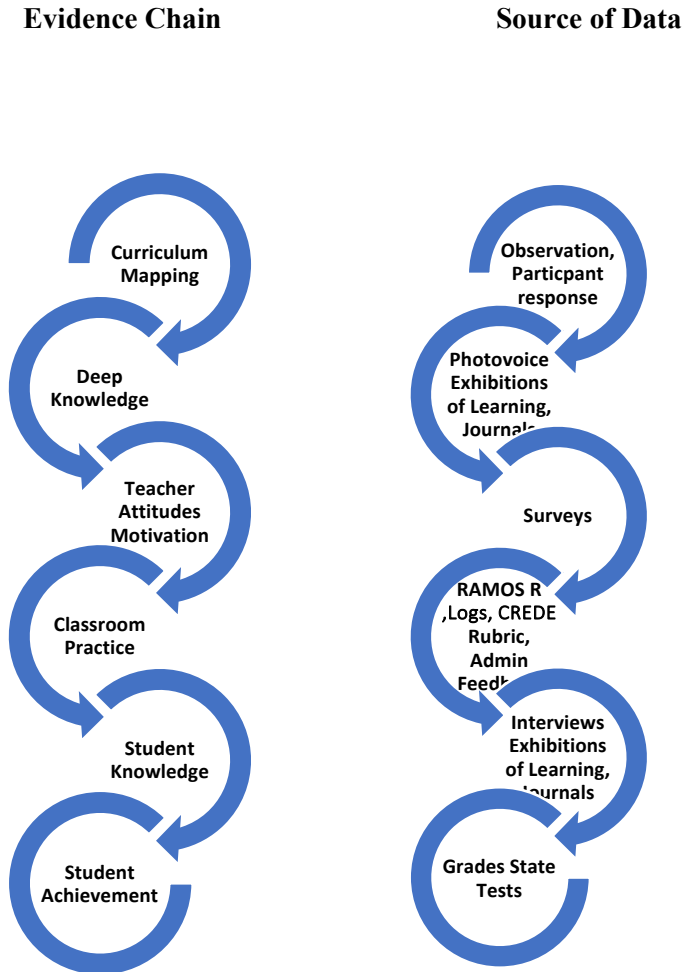 Evidence Chain
Source of Data
Curriculum
Mapping
Deep
Knowledge
Teacher
Attitudes
Motivation
Classroom
Practice
Student
Knowledge
Student
Achievement
Observation,
Particpant
response
Photovoice
Exhibitions
of Learning,
Journals
Surveys
RAMOS R
,Logs, CREDE
Rubric,
Admin
Interviews
Exhibitions
of Learning,
Journals
Grades State
Tests